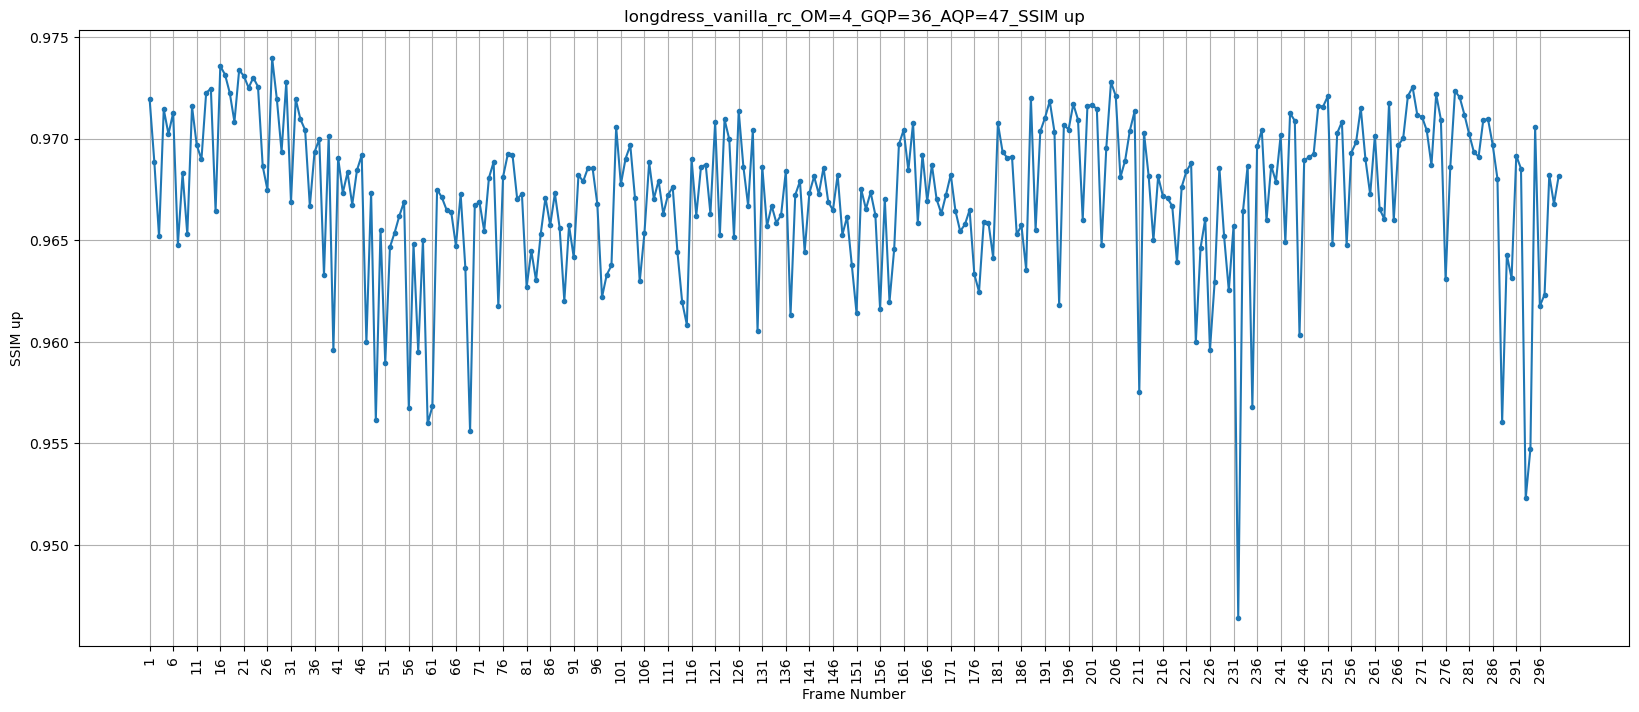 longdress_vanilla_rc_OM=4_GQP=36_AQP=47_SSIM up
0.975
0.970
0.965
0.960
0.955
0.950
SSIM up
1 6 11 16 21 26 31 36 41 46 51 56 61 66 71 76 81 86 91 96 101 106 111 116 121 126 131 136 141 146 151 156 161 166 171 176 181 186 191 196 201 206 211 216 221 226 231 236 241 246 251 256 261 266 271 276 281 286 291 296
Frame Number